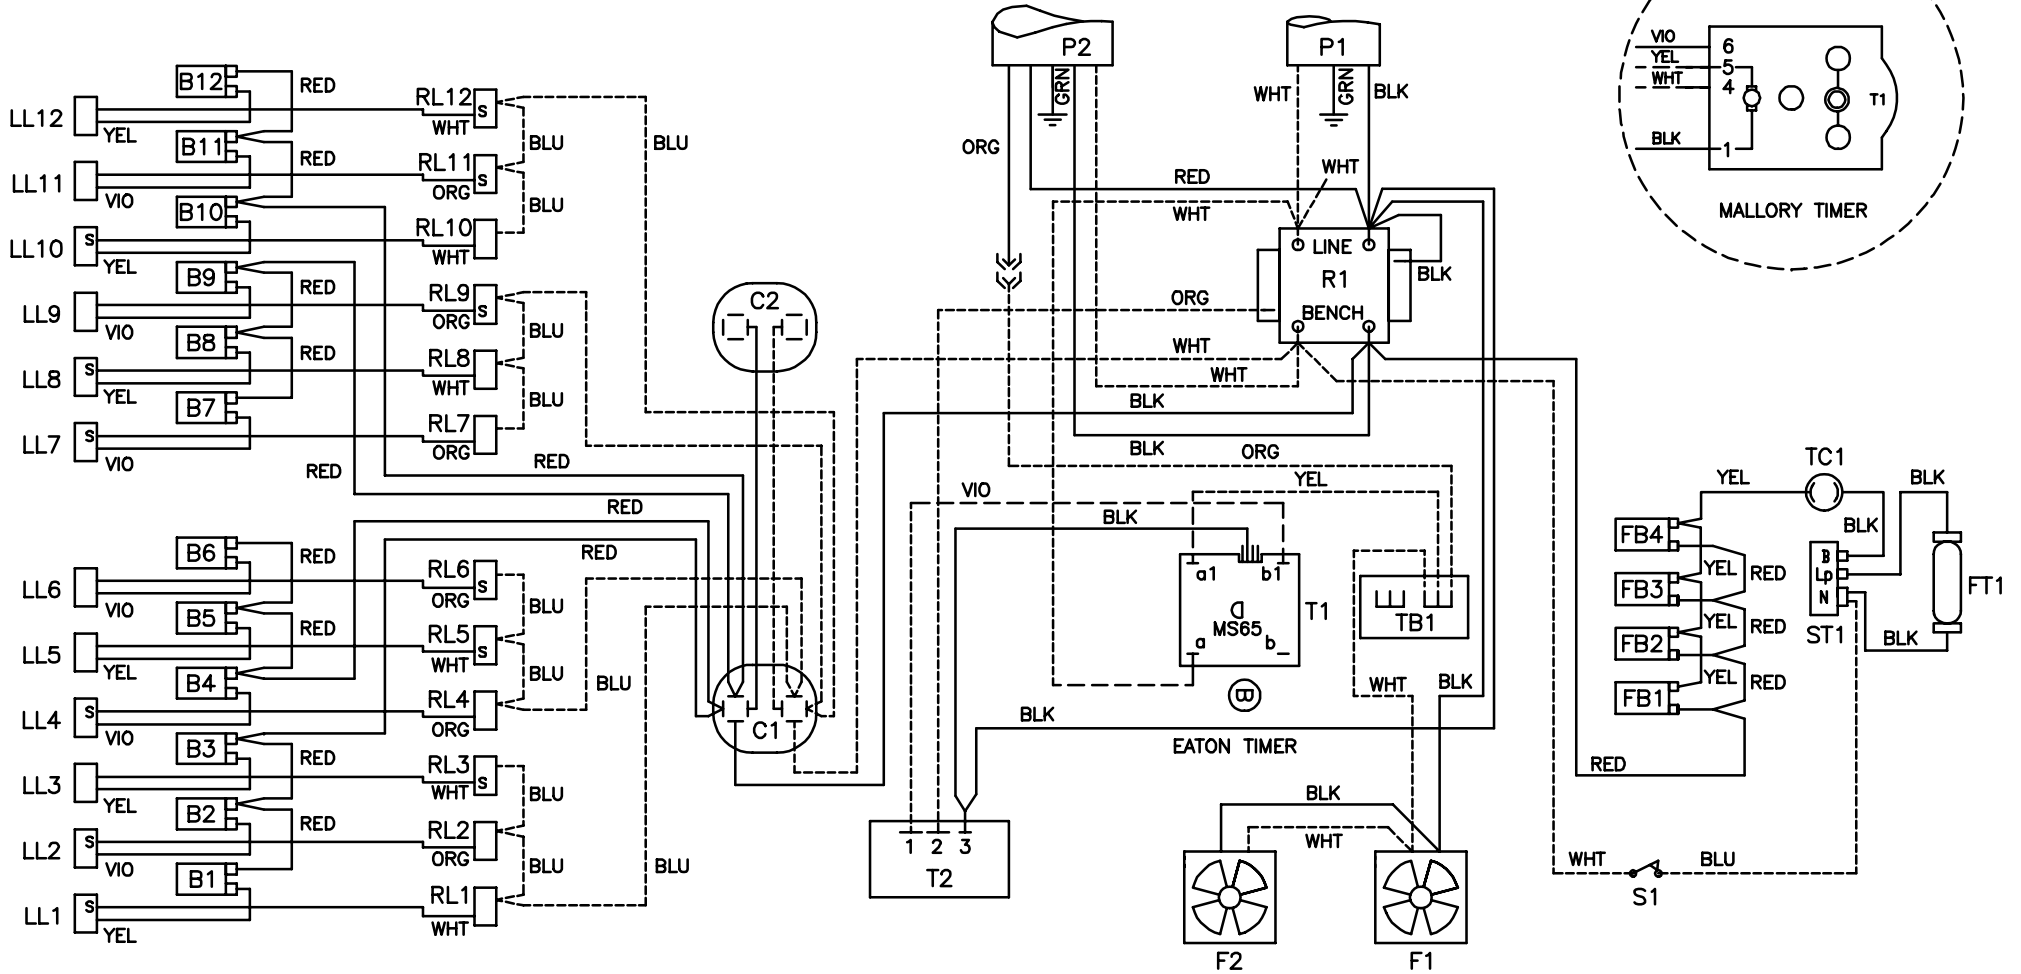 P2
P1
VIO
6
YEL
5
WHT
4
T1
BLK
1
MALLORY TIMER
B12
RED
LL12
YEL
RL12
S
WHT
BLU
BLU
GRN
WHT
GRN
BLK
ORG
WHT
B11
RED
LL11
VIO
RL11
S
ORG
BLU
RED
WHT
B10
LL10
S
YEL
RL10
WHT
LINE
R1
BLK
BENCH
B9
RED
LL9
VIO
RL9
S
ORG
BLU
C2
ORG
B8
RED
LL8
S
YEL
RL8
WHT
BLU
WHT
WHT
BLK
B7
LL7
S
VIO
RL7
ORG
BLK
ORG
RED
RED
RED
RED
VIO
YEL
BLK
YEL
TC1
BLK
BLK
B6
RED
LL6
VIO
RL6
S
ORG
BLU
a1
b1
MS65
a
b
T1
TB1
FB4
YEL
RED
B
Lp
N
ST1
FT1
BLK
FB3
YEL
RED
FB2
YEL
RED
FB1
B5
RED
LL5
YEL
RL5
S
WHT
BLU
BLU
B4
LL4
S
VIO
RL4
ORG
C1
WHT
BLK
B
BLK
EATON TIMER
B3
RED
LL3
YEL
RL3
S
WHT
BLU
RED
B2
RED
LL2
S
VIO
RL2
ORG
BLU
BLU
BLK
WHT
1 2 3
T2
WHT
BLU
S1
B1
LL1
S
YEL
RL1
WHT
F2
F1